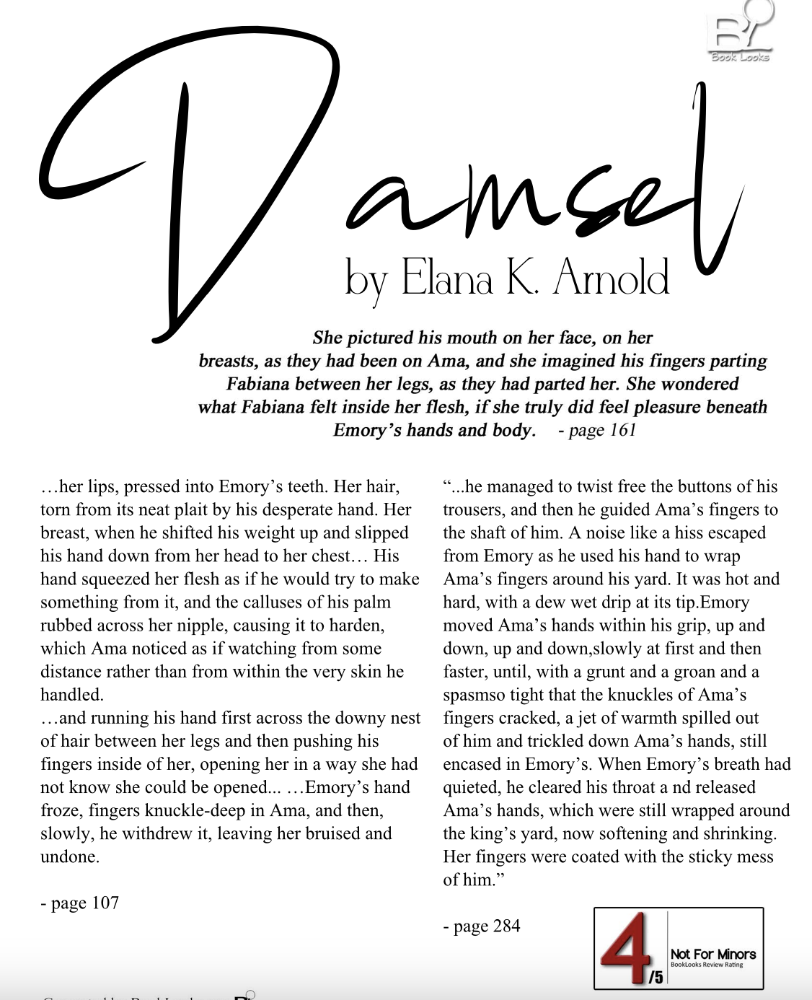 Bl
Book Looks
Damsel
by Elana K. Arnold
She pictured his mouth on her face, on her
breasts, as they had been on Ama, and she imagined his fingers parting
Fabiana between her legs, as they had parted her. She wondered
what Fabiana felt inside her flesh, if she truly did feel pleasure beneath
Emory’s hands and body. - page 161
…her lips, pressed into Emory’s teeth. Her hair,
torn from its neat plait by his desperate hand. Her
breast, when he shifted his weight up and slipped
his hand down from her head to her chest… His
hand squeezed her flesh as if he would try to make
something from it, and the calluses of his palm
rubbed across her nipple, causing it to harden,
which Ama noticed as if watching from some
distance rather than from within the very skin he
handled.
…and running his hand first across the downy nest
of hair between her legs and then pushing his
fingers inside of her, opening her in a way she had
not know she could be opened... …Emory’s hand
froze, fingers knuckle-deep in Ama, and then,
slowly, he withdrew it, leaving her bruised and
undone.
- page 107
“...he managed to twist free the buttons of his
trousers, and then he guided Ama’s fingers to
the shaft of him. A noise like a hiss escaped
from Emory as he used his hand to wrap
Ama’s fingers around his yard. It was hot and
hard, with a dew wet drip at its tip.Emory
moved Ama’s hands within his grip, up and
down, up and down,slowly at first and then
faster, until, with a grunt and a groan and a
spasmso tight that the knuckles of Ama’s
fingers cracked, a jet of warmth spilled out
of him and trickled down Ama’s hands, still
encased in Emory’s. When Emory’s breath had
quieted, he cleared his throat a nd released
Ama’s hands, which were still wrapped around
the king’s yard, now softening and shrinking.
Her fingers were coated with the sticky mess
of him.”
- page 284
4/5
Not For Minors
BookLooks Review Rating